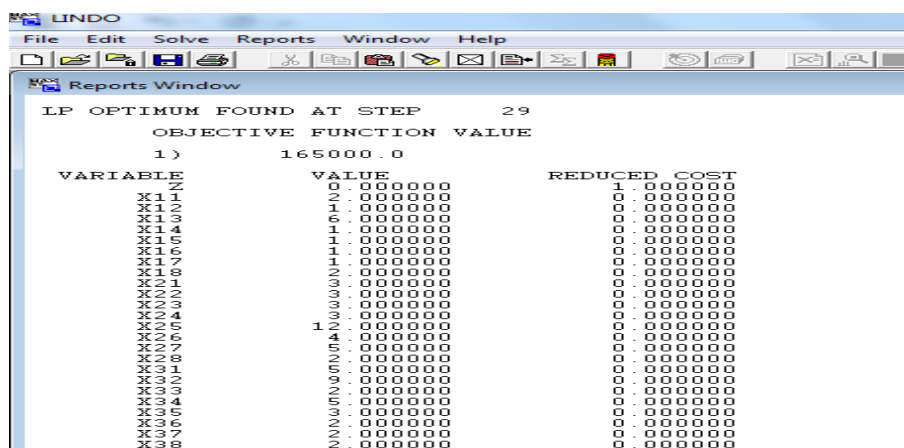 LINDO
File Edit Solve Reports Window Help
Reports Window
LP OPTIMUM FOUND AT STEP 29
OBJECTIVE FUNCTION VALUE
1) 165000.0
VARIABLE VALUE REDUCED COST
Z 0.000000 1.000000
X11 2.000000 0.000000
X12 1.000000 0.000000
X13 6.000000 0.000000
X14 1.000000 0.000000
X15 1.000000 0.000000
X16 1.000000 0.000000
X17 1.000000 0.000000
X18 2.000000 0.000000
X21 3.000000 0.000000
X22 3.000000 0.000000
X23 3.000000 0.000000
X24 3.000000 0.000000
X25 12.000000 0.000000
X26 4.000000 0.000000
X27 5.000000 0.000000
X28 2.000000 0.000000
X31 5.000000 0.000000
X32 9.000000 0.000000
X33 2.000000 0.000000
X34 5.000000 0.000000
X35 3.000000 0.000000
X36 2.000000 0.000000
X37 2.000000 0.000000
X38 2.000000 0.000000